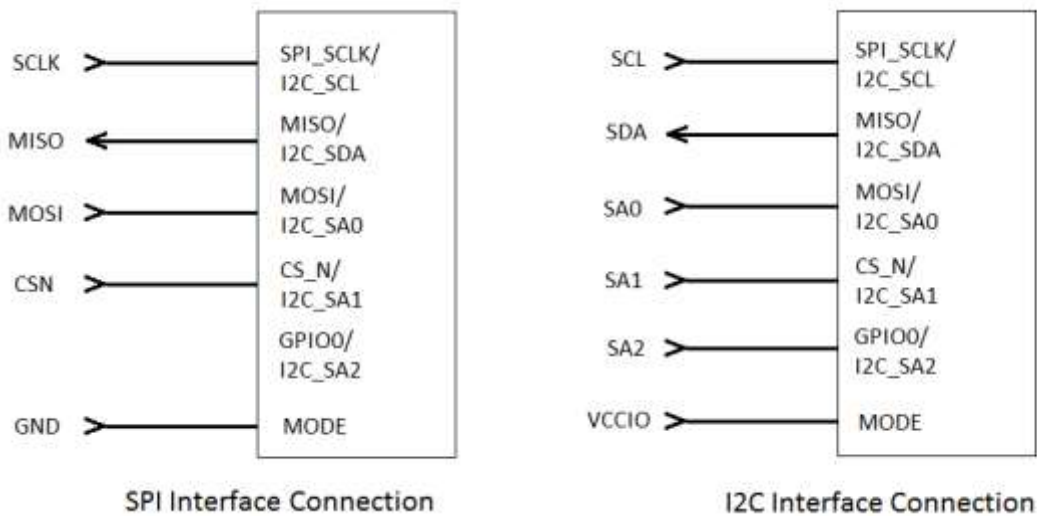 SCLK
SPI_SCLK/
I2C_SCL
MISO
MISO/
I2C_SDA
MOSI
MOSI/
I2C_SA0
CSN
CS_N/
I2C_SA1
GPIO0/
I2C_SA2
GND
MODE
SPI Interface Connection
SCL
SPI_SCLK/
I2C_SCL
SDA
MISO/
I2C_SDA
SA0
MOSI/
I2C_SA0
SA1
CS_N/
I2C_SA1
SA2
GPIO0/
I2C_SA2
VCCIO
MODE
I2C Interface Connection